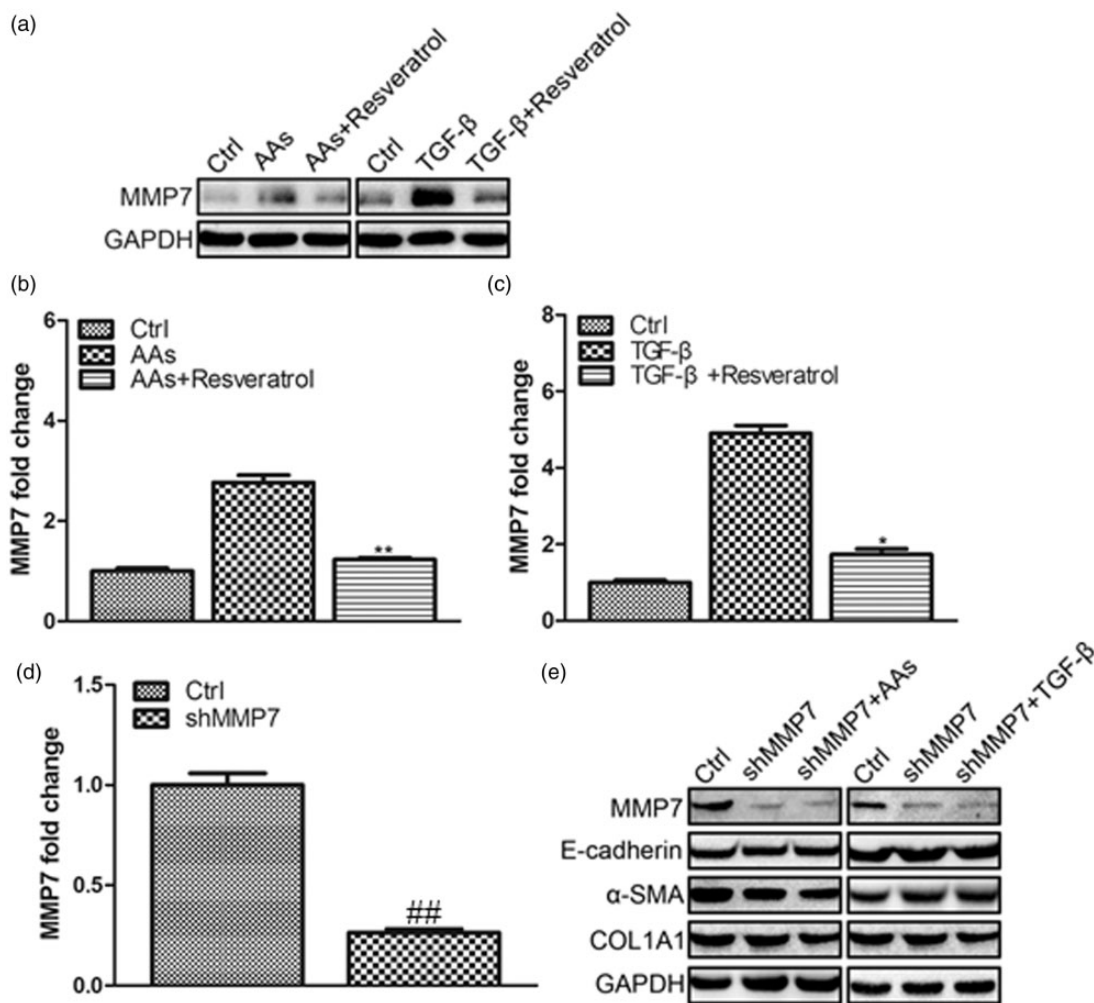 (a)
Ctrl AAs AAs+Resveratrol Ctrl TGF-β TGF-β+Resveratrol
MMP7
GAPDH
(b)
MMP7 fold change
6
4
2
0
Ctrl
AAs
AAs+Resveratrol
**
(c)
MMP7 fold change
8
6
4
2
0
Ctrl
TGF-β
TGF-β +Resveratrol
*
(d)
MMP7 fold change
1.5
1.0
0.5
0.0
Ctrl
shMMP7
##
(e)
Ctrl shMMP7 shMMP7+AAs Ctrl shMMP7 shMMP7+TGF-β
MMP7
E-cadherin
α-SMA
COL1A1
GAPDH